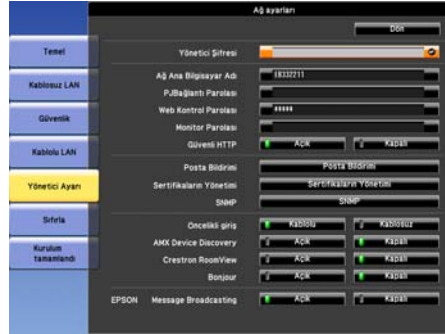 Ağ ayarları
Dön
Temel
Kablosuz LAN
Güvenlik
Kablolu LAN
Yönetici Ayarı
Sıfırla
Kurulum
tamamlandı
Yönetici Şifresi
Ağ Ana Bilgisayar Adı EB332211
PJBağlantı Parolası
Web Kontrol Parolası *****
Monitor Parolası
Güvenli HTTP Açık Kapalı
Posta Bildirimi Posta Bildirimi
Sertifikaların Yönetimi Sertifikaların Yönetimi
SNMP SNMP
Öncelikli giriş Kablolu Kablosuz
AMX Device Discovery Açık Kapalı
Crestron RoomView Açık Kapalı
Bonjour Açık Kapalı
EPSON Message Broadcasting Açık Kapalı